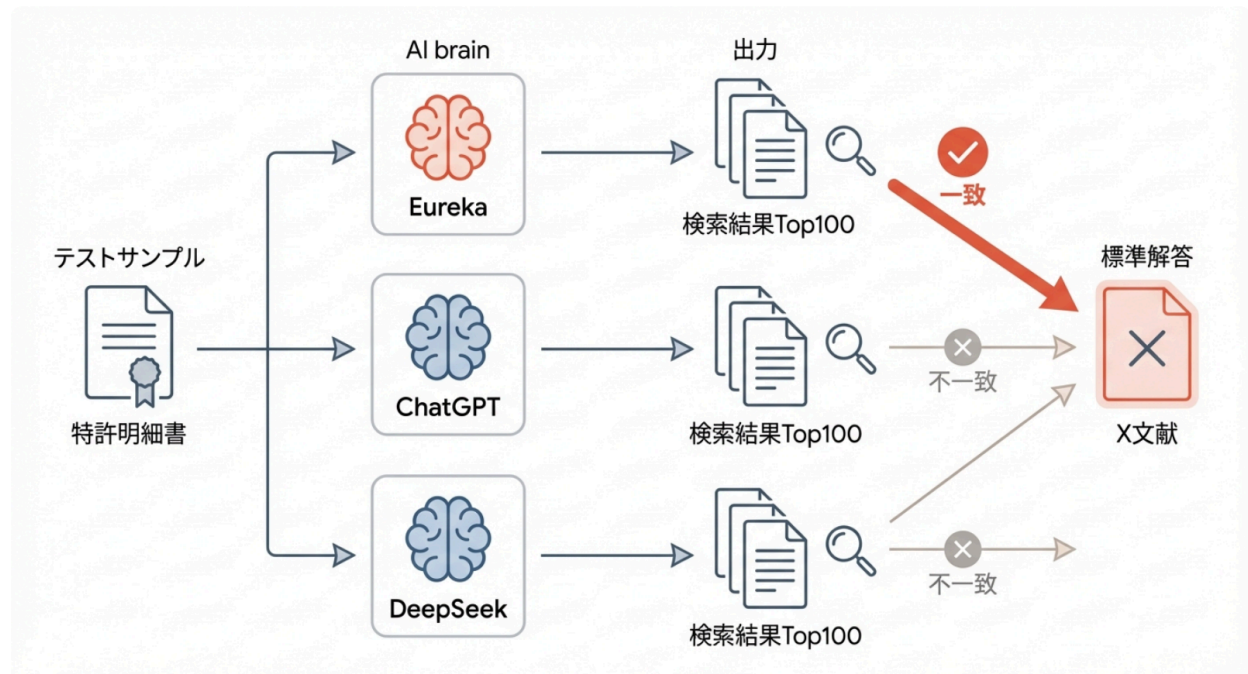 AI brain
出力
Eureka
一致
検索結果Top100
テストサンプル
標準解答
ChatGPT
不一致
特許明細書
検索結果Top100
X文献
DeepSeek
不一致
検索結果Top100